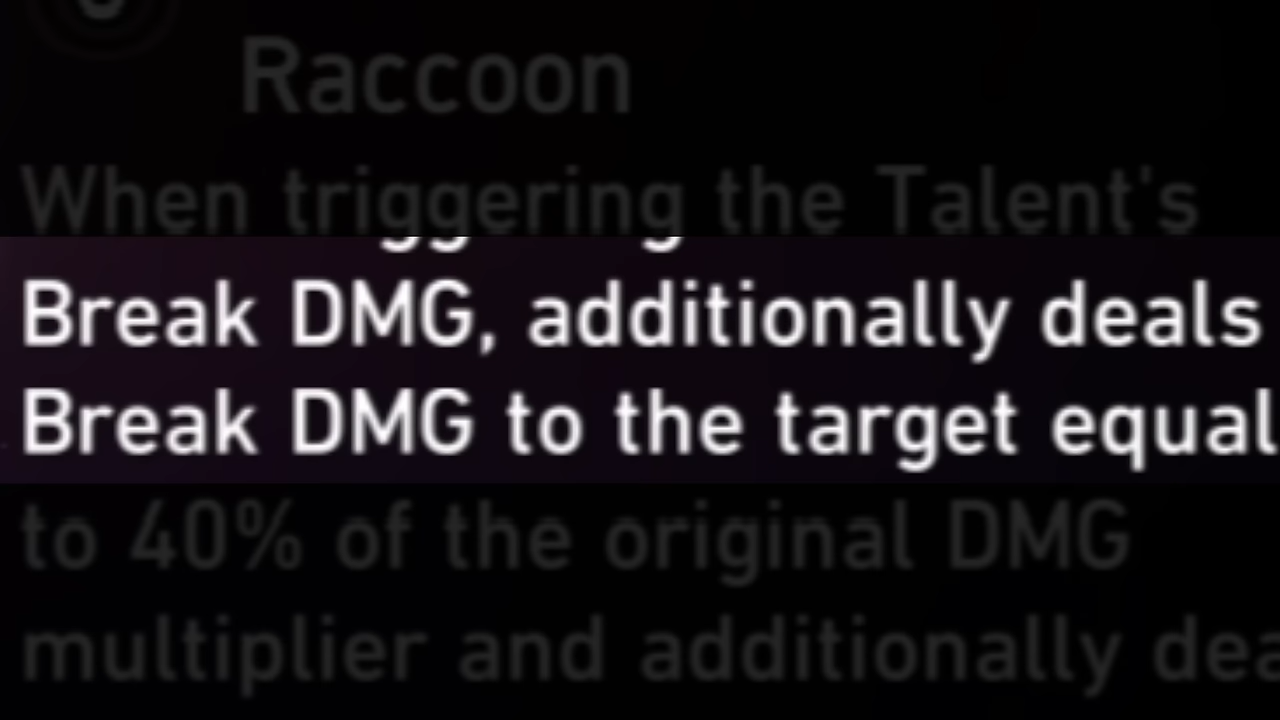 Raccoon
When triggering the Talent's
Break DMG, additionally deals
Break DMG to the target equal
to 40% of the original DMG
multiplier and additionally dea